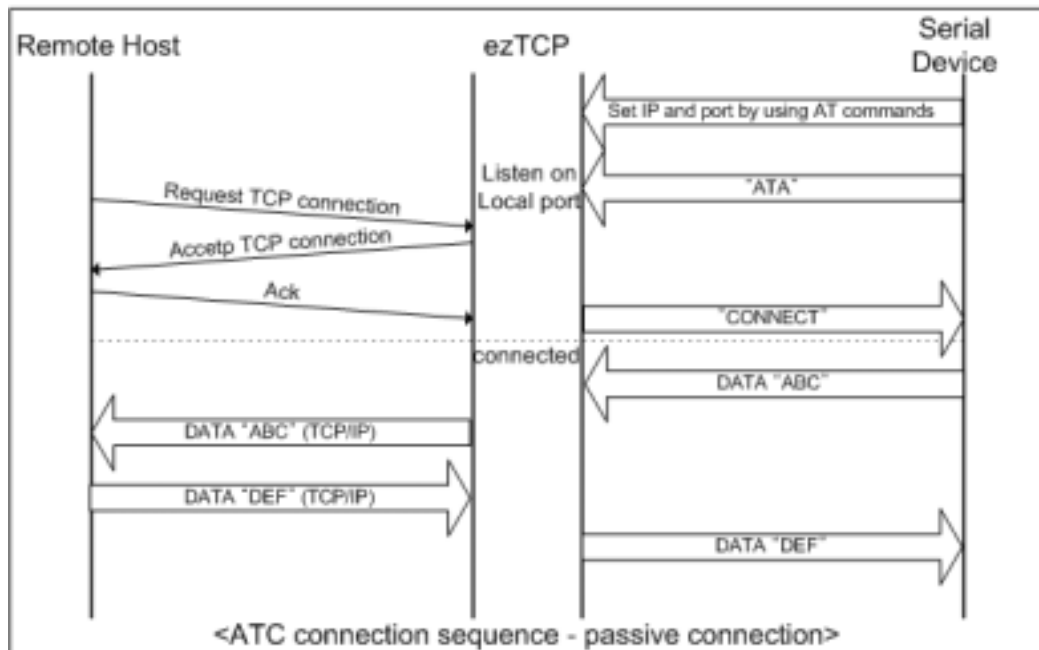 Remote Host
ezTCP
Serial
Device
Set IP and port by using AT commands
Listen on
Local port
"ATA"
Request TCP connection
Accetp TCP connection
Ack
"CONNECT"
connected
DATA "ABC"
DATA "ABC" (TCP/IP)
DATA "DEF" (TCP/IP)
DATA "DEF"
<ATC connection sequence - passive connection>